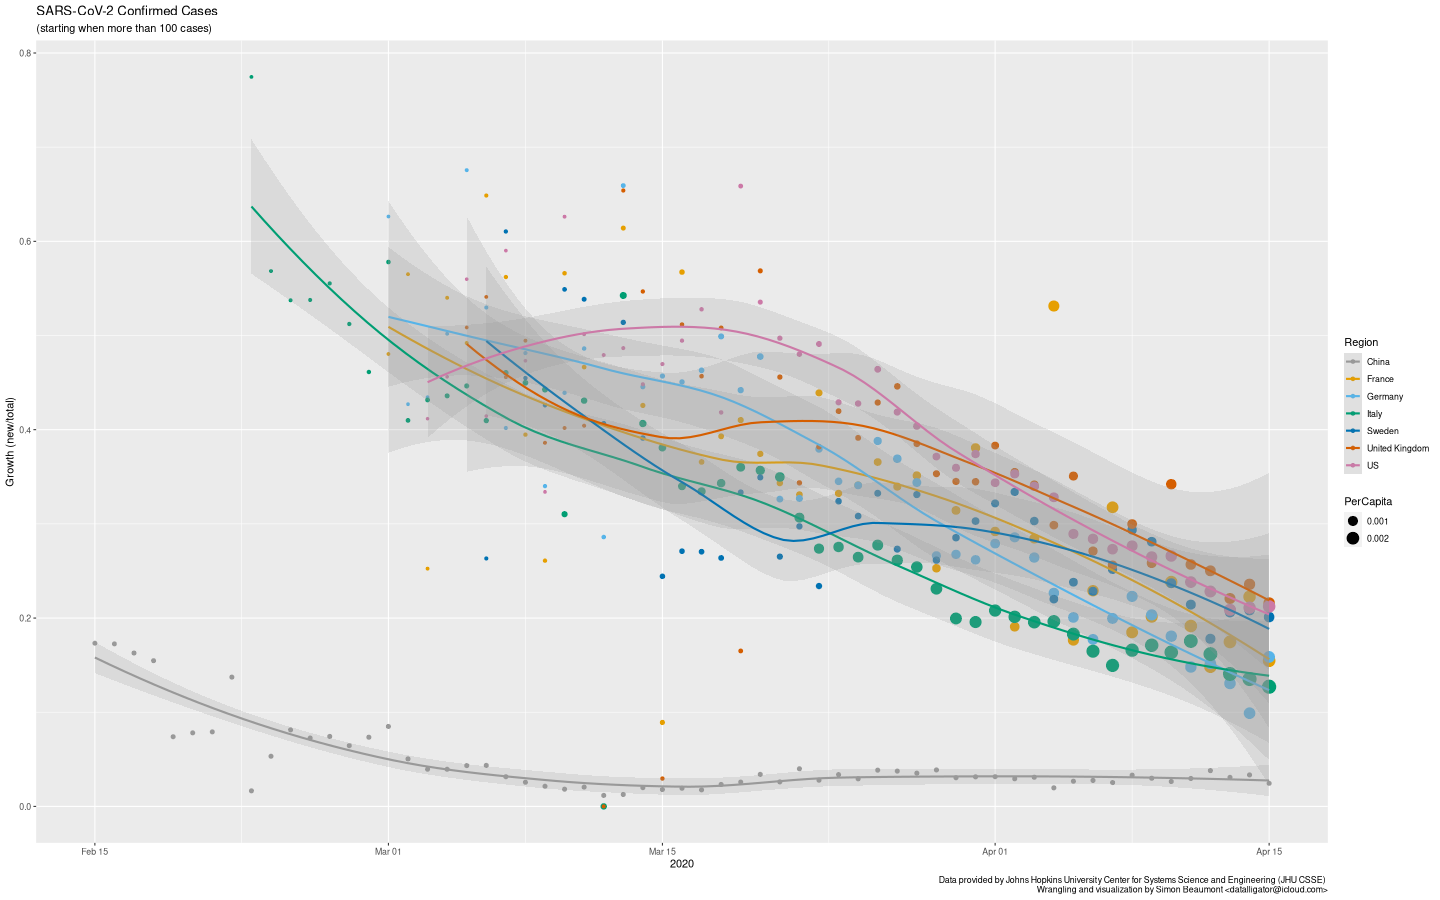 SARS-CoV-2 Confirmed Cases
(starting when more than 100 cases)
0.8
0.6
0.4
0.2
0.0
Growth (new/total)
Feb 15
Mar 01
Mar 15
Apr 01
Apr 15
2020
Region
China
France
Germany
Italy
Sweden
United Kingdom
US
PerCapita
0.001
0.002
Data provided by Johns Hopkins University Center for Systems Science and Engineering (JHU CSSE)
Wrangling and visualization by Simon Beaumont <datalligator@icloud.com>